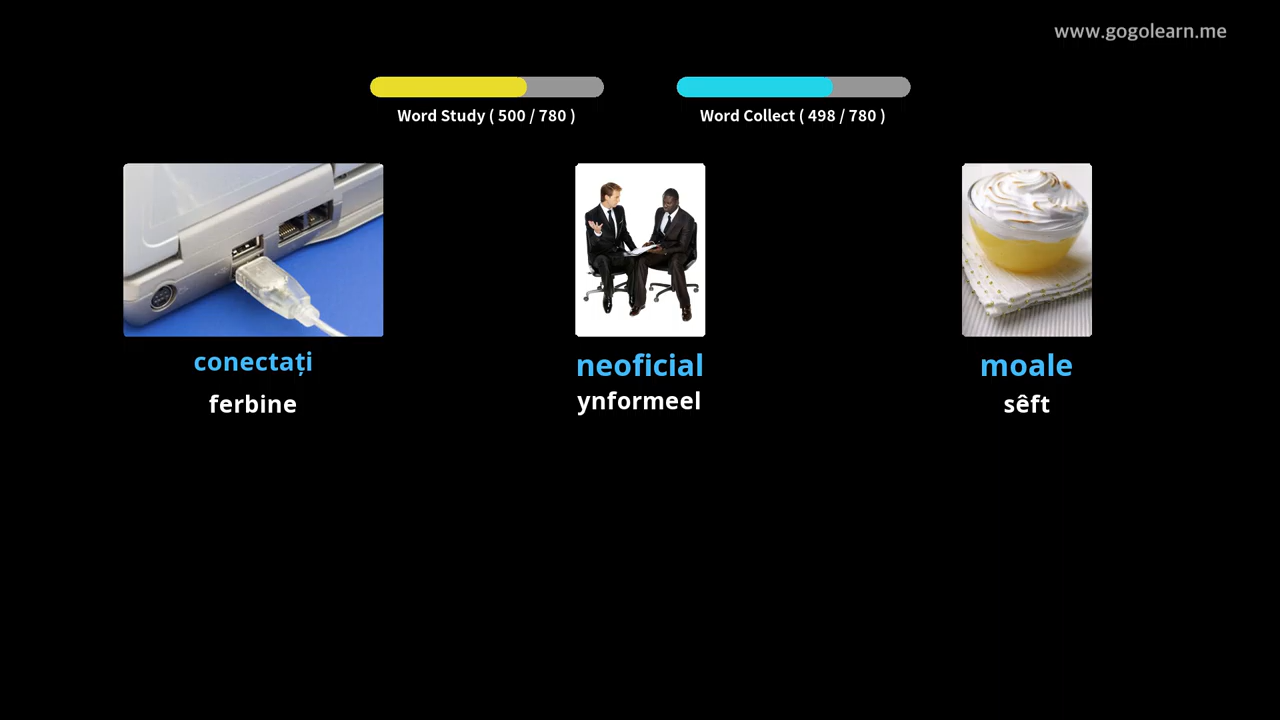 www.gogolearn.me
Word Study ( 500 / 780 )
Word Collect ( 498 / 780 )
conectați
ferbine
neoficial
ynformeel
moale
sêft